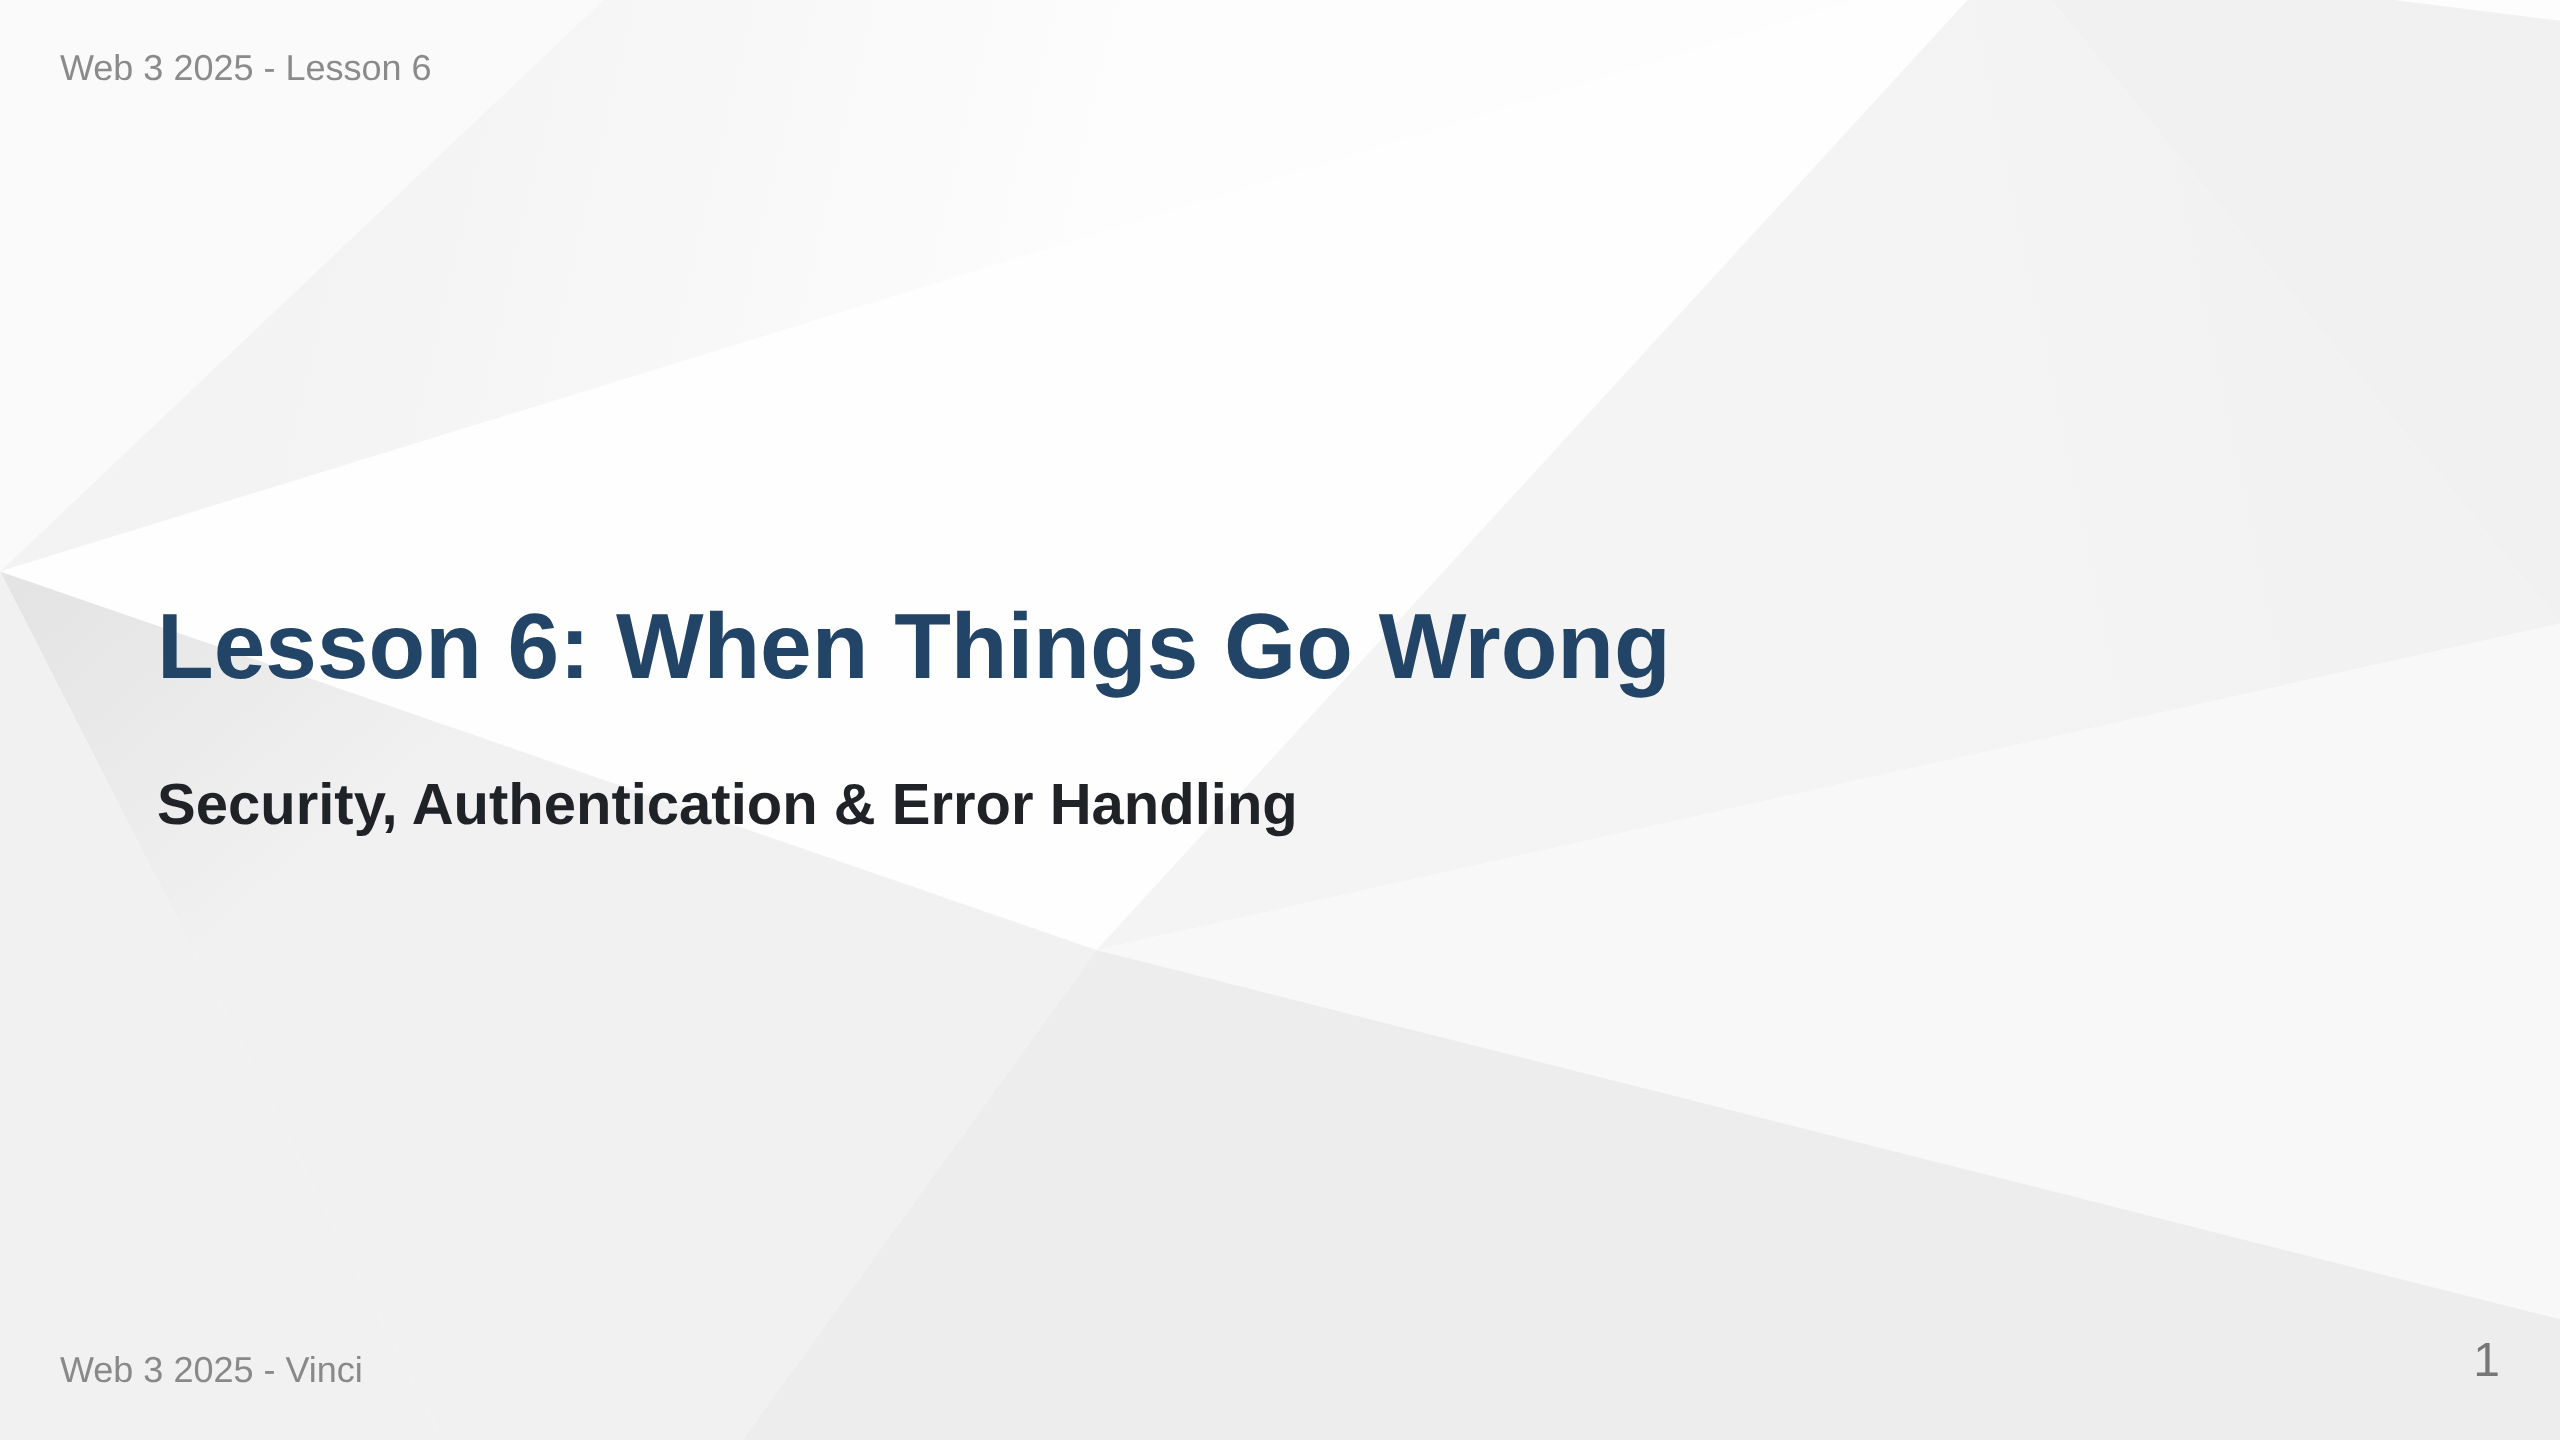 Web 3 2025 - Lesson 6
Lesson 6: When Things Go Wrong
Security, Authentication & Error Handling
Web 3 2025 - Vinci
1